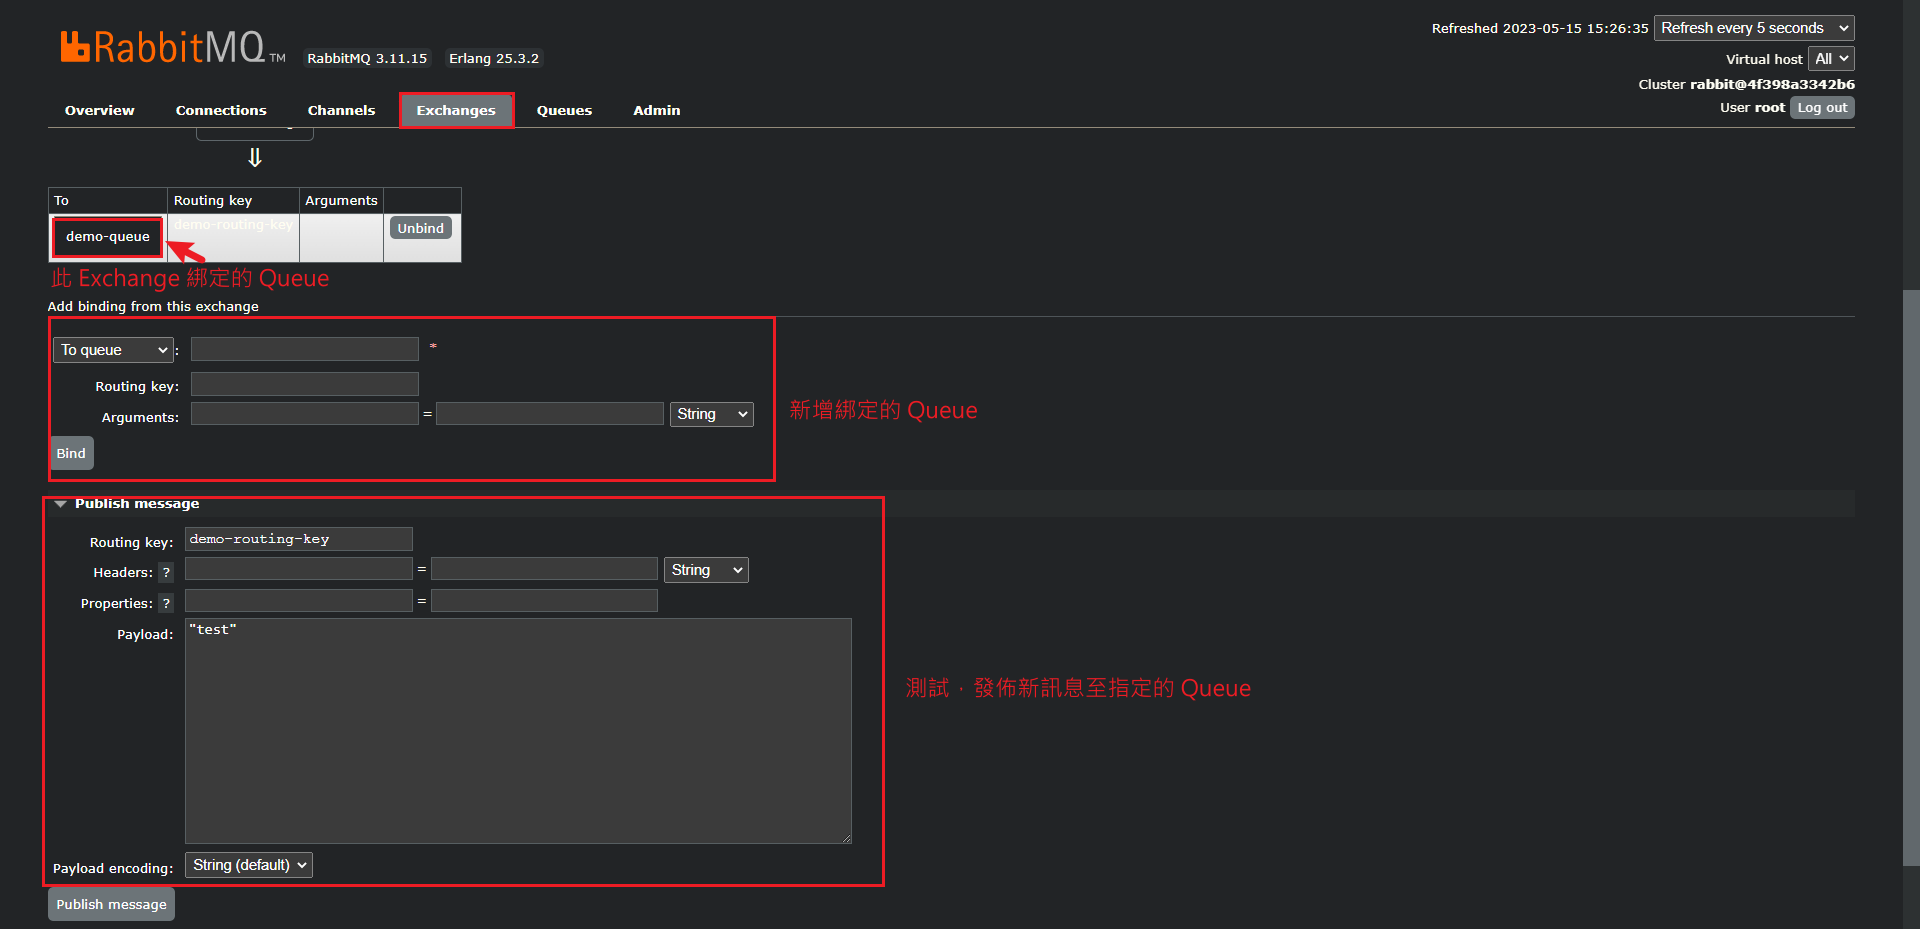 RabbitMQ TM RabbitMQ 3.11.15 Erlang 25.3.2
Refreshed 2023-05-15 15:26:35 Refresh every 5 seconds
Virtual host All
Cluster rabbit@4f398a3342b6
User root Log out
Overview Connections Channels Exchanges Queues Admin
⇓
To Routing key Arguments
demo-queue demo-routing-key Unbind
此 Exchange 綁定的 Queue
Add binding from this exchange
To queue : *
Routing key:
Arguments: = String
Bind
新增綁定的 Queue
Publish message
Routing key: demo-routing-key
Headers: ? = String
Properties: ? =
Payload: "test"
測試，發佈新訊息至指定的 Queue
Payload encoding: String (default)
Publish message